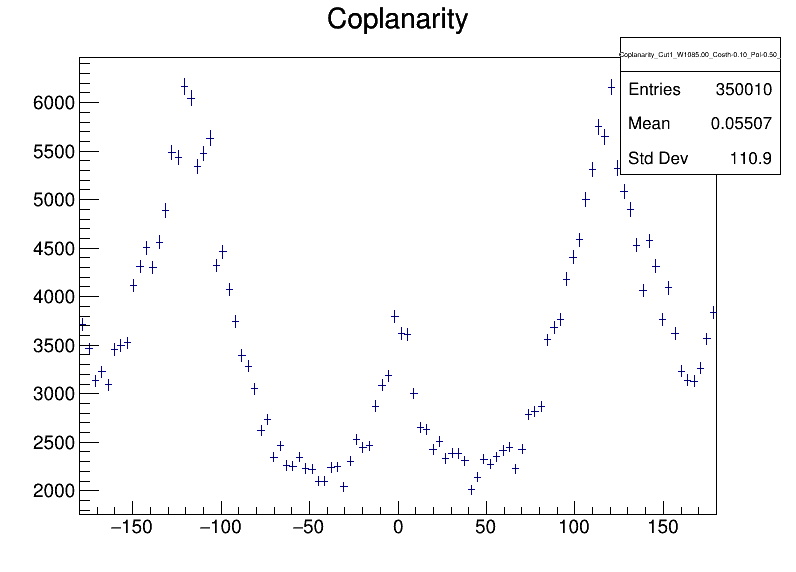 Coplanarity
Coplanarity_Cut1_W1085.00_Costh-0.10_Pol-0.50_
Entries 350010
Mean 0.05507
Std Dev 110.9
6000
5500
5000
4500
4000
3500
3000
2500
2000
−150 −100 −50 0 50 100 150